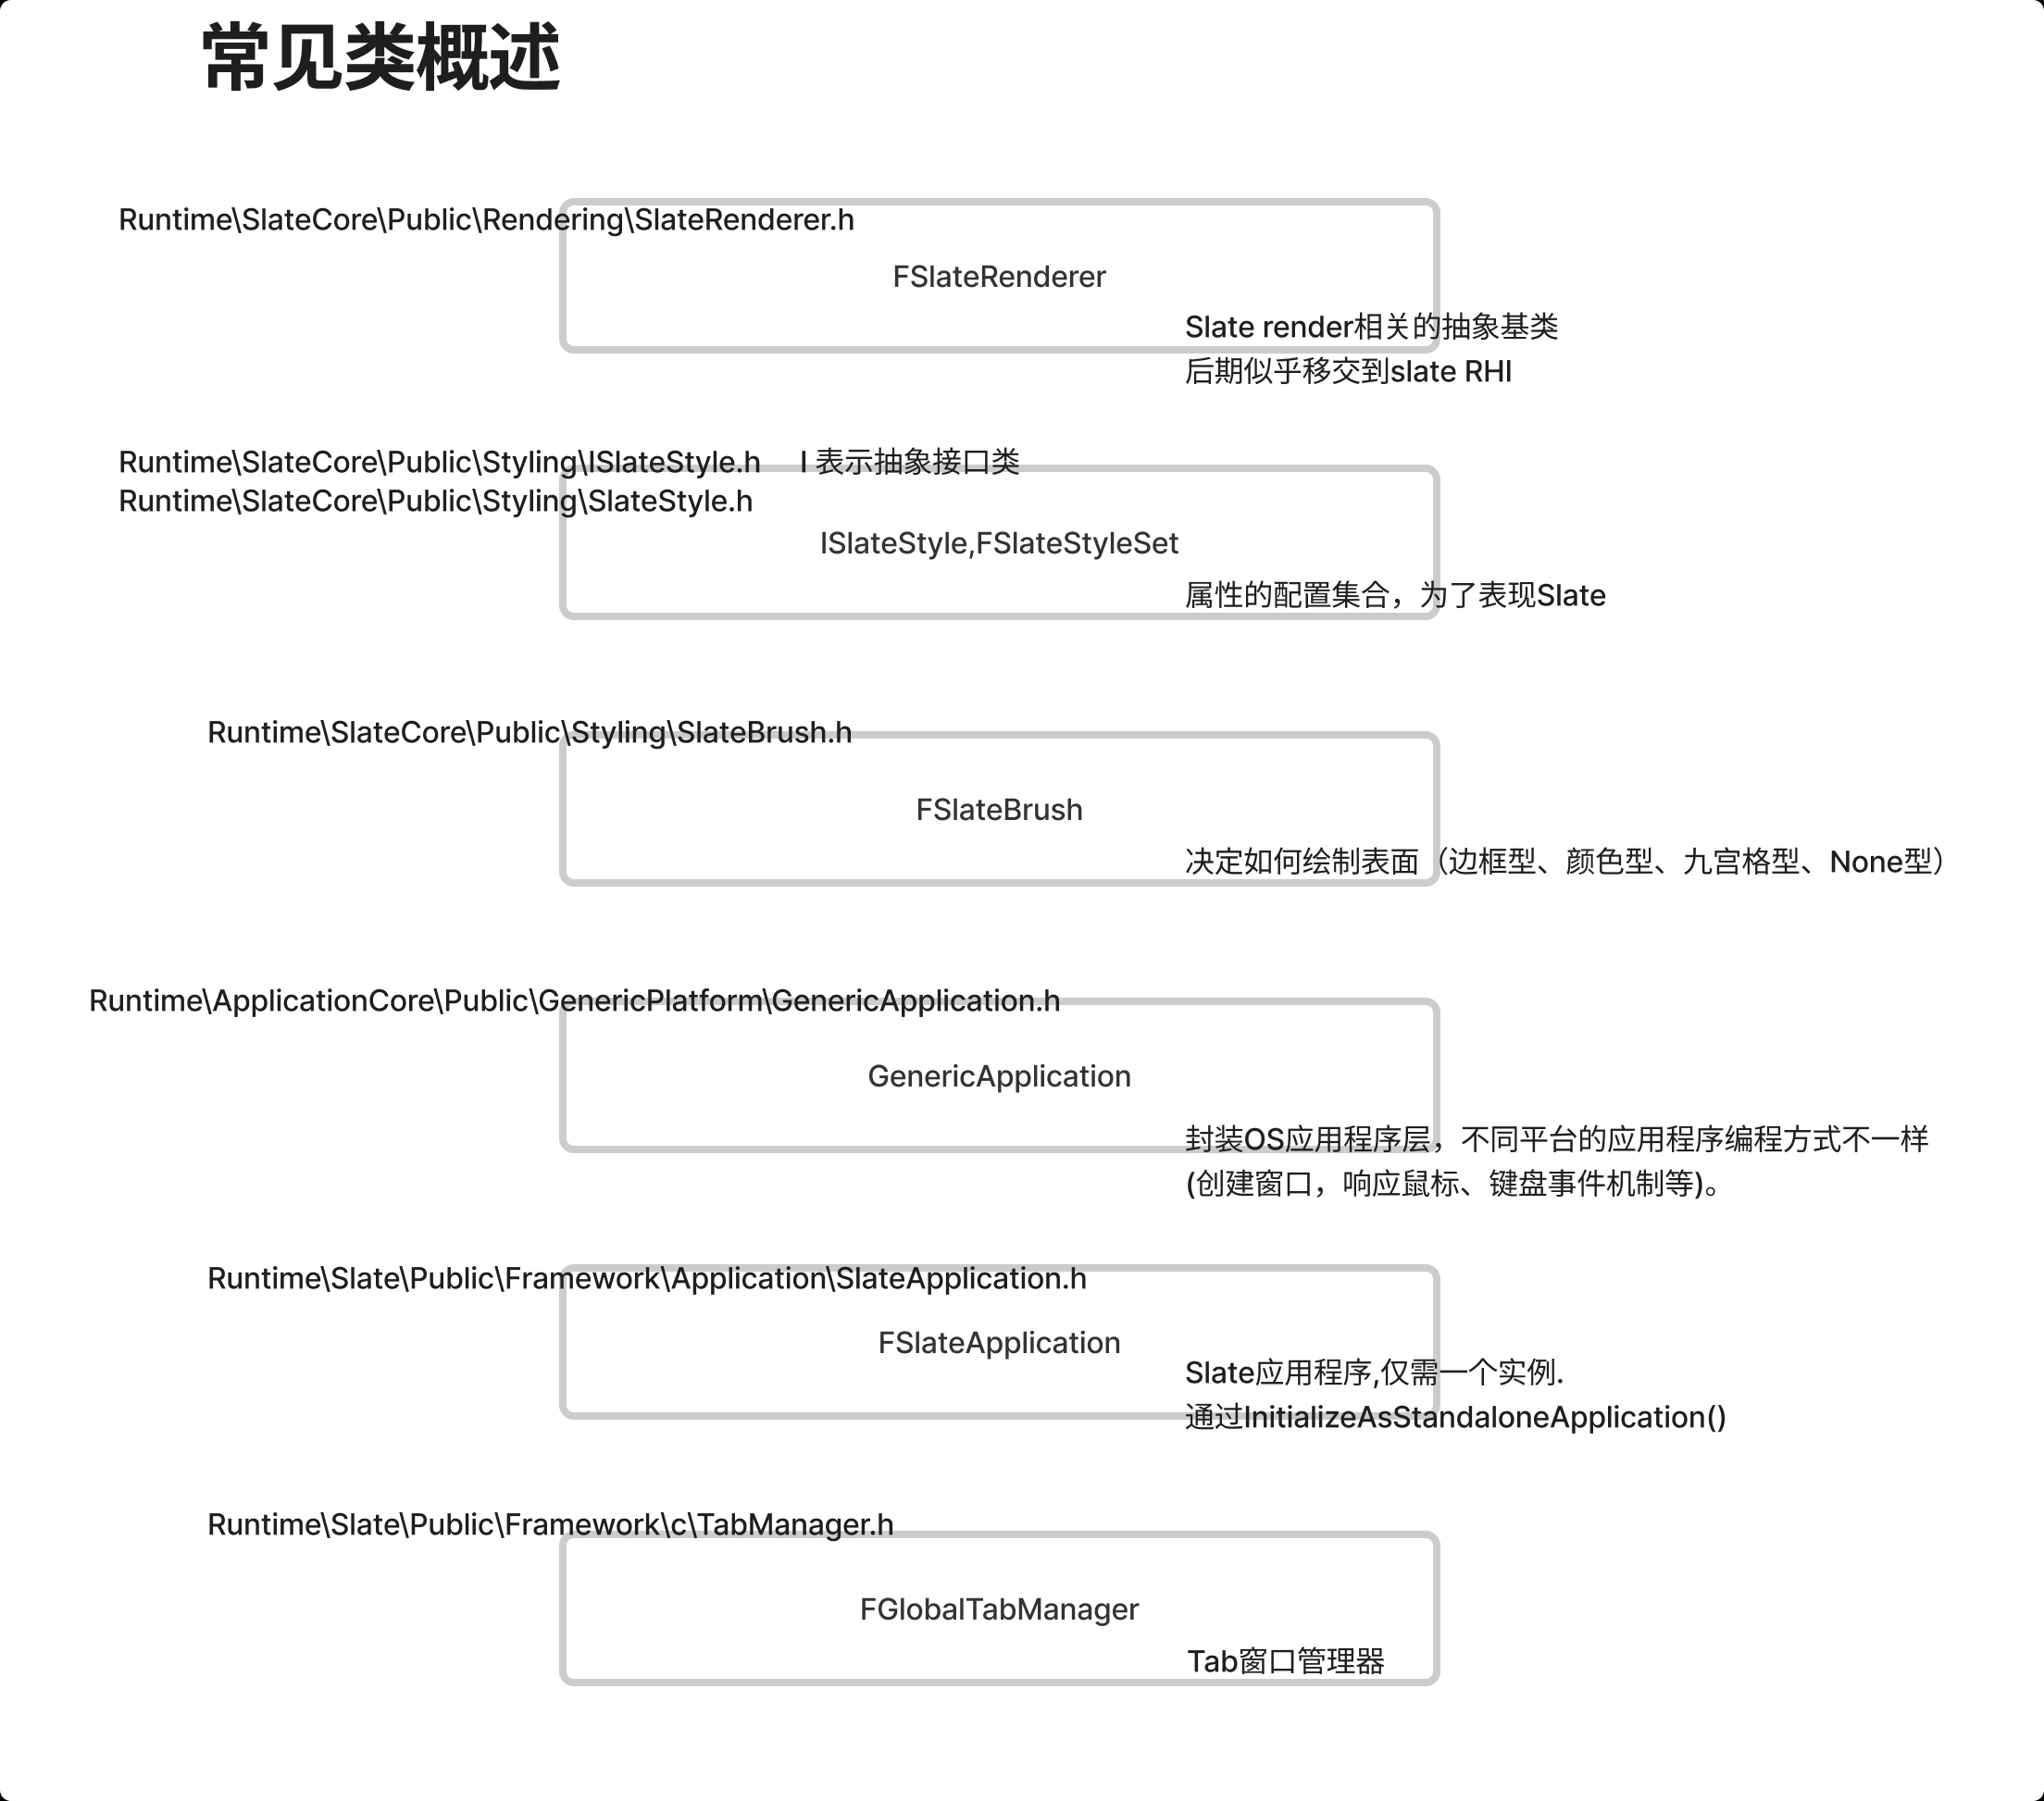 常见类概述
Runtime\SlateCore\Public\Rendering\SlateRenderer.h
FSlateRenderer
Slate render相关的抽象基类
后期似乎移交到slate RHI
Runtime\SlateCore\Public\Styling\ISlateStyle.h I 表示抽象接口类
Runtime\SlateCore\Public\Styling\SlateStyle.h
ISlateStyle,FSlateStyleSet
属性的配置集合，为了表现Slate
Runtime\SlateCore\Public\Styling\SlateBrush.h
FSlateBrush
决定如何绘制表面（边框型、颜色型、九宫格型、None型）
Runtime\ApplicationCore\Public\GenericPlatform\GenericApplication.h
GenericApplication
封装OS应用程序层，不同平台的应用程序编程方式不一样
(创建窗口，响应鼠标、键盘事件机制等)。
Runtime\Slate\Public\Framework\Application\SlateApplication.h
FSlateApplication
Slate应用程序,仅需一个实例.
通过InitializeAsStandaloneApplication()
Runtime\Slate\Public\Framework\c\TabManager.h
FGlobalTabManager
Tab窗口管理器